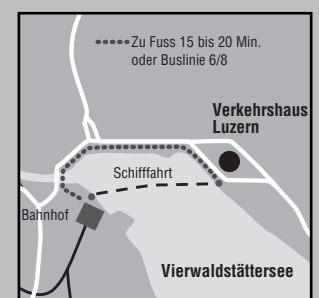 Zu Fuss 15 bis 20 Min.
oder Buslinie 6/8
Verkehrshaus
Luzern
Schifffahrt
Bahnhof
Vierwaldstättersee